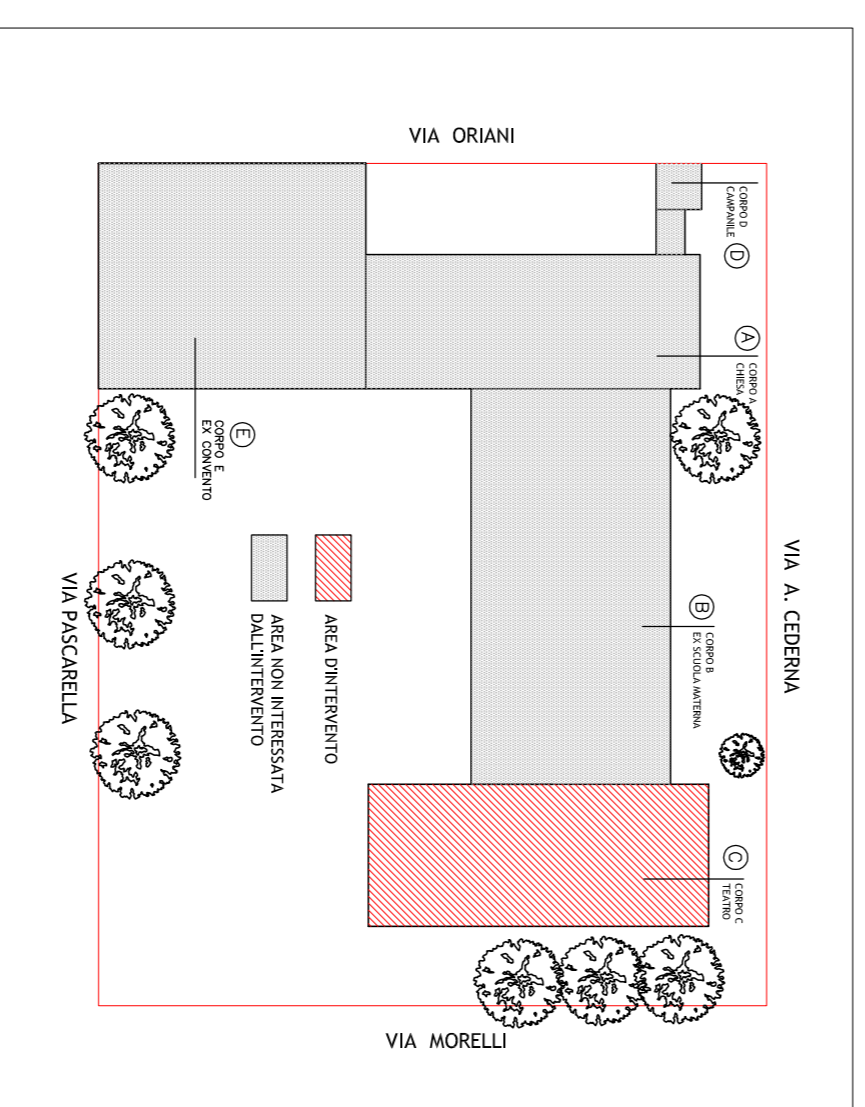 VIA ORIANI
CORPO D
CAMPANILE
D
A
CORPO A
CHIESA
E
CORPO E
EX CONVENTO
VIA A. CEDERNA
B
CORPO B
EX SCUOLA MATERNA
AREA D'INTERVENTO
AREA NON INTERESSATA
DALL'INTERVENTO
VIA PASCARELLA
C
CORPO C
TEATRO
VIA MORELLI